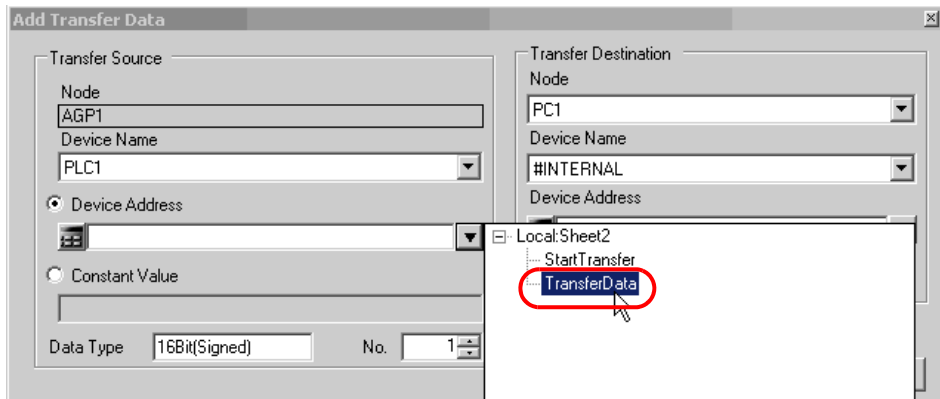 Add Transfer Data
Transfer Source
Node
AGP1
Device Name
PLC1
Device Address
Constant Value
Data Type 16Bit(Signed) No. 1
Transfer Destination
Node
PC1
Device Name
#INTERNAL
Device Address
Local:Sheet2
StartTransfer
TransferData